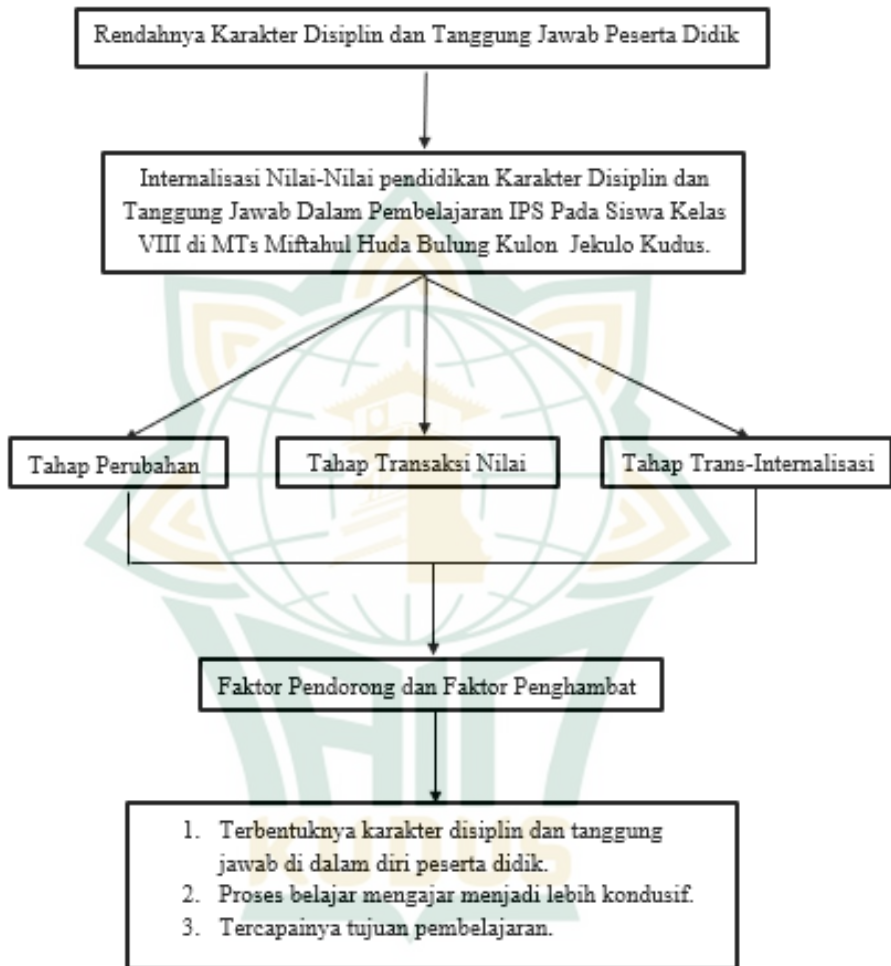 Rendahnya Karakter Disiplin dan Tanggung Jawab Peserta Didik
Internalisasi Nilai-Nilai pendidikan Karakter Disiplin dan
Tanggung Jawab Dalam Pembelajaran IPS Pada Siswa Kelas
VIII di MTs Miftahul Huda Bulung Kulon Jekulo Kudus.
Tahap Perubahan
Tahap Transaksi Nilai
Tahap Trans-Internalisasi
Faktor Pendorong dan Faktor Penghambat
1. Terbentuknya karakter disiplin dan tanggung
jawab di dalam diri peserta didik.
2. Proses belajar mengajar menjadi lebih kondusif.
3. Tercapainya tujuan pembelajaran.
KUDUS